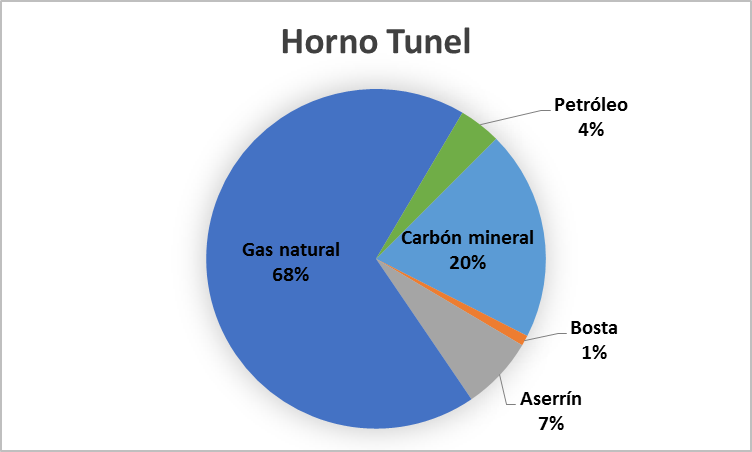 Horno Tunel
Petróleo
4%
Gas natural
68%
Carbón mineral
20%
Bosta
1%
Aserrín
7%